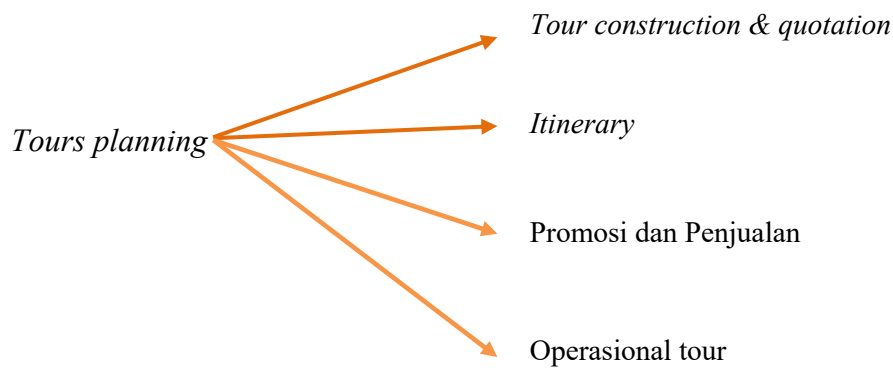 Tour construction & quotation
Itinerary
Tours planning
Promosi dan Penjualan
Operasional tour